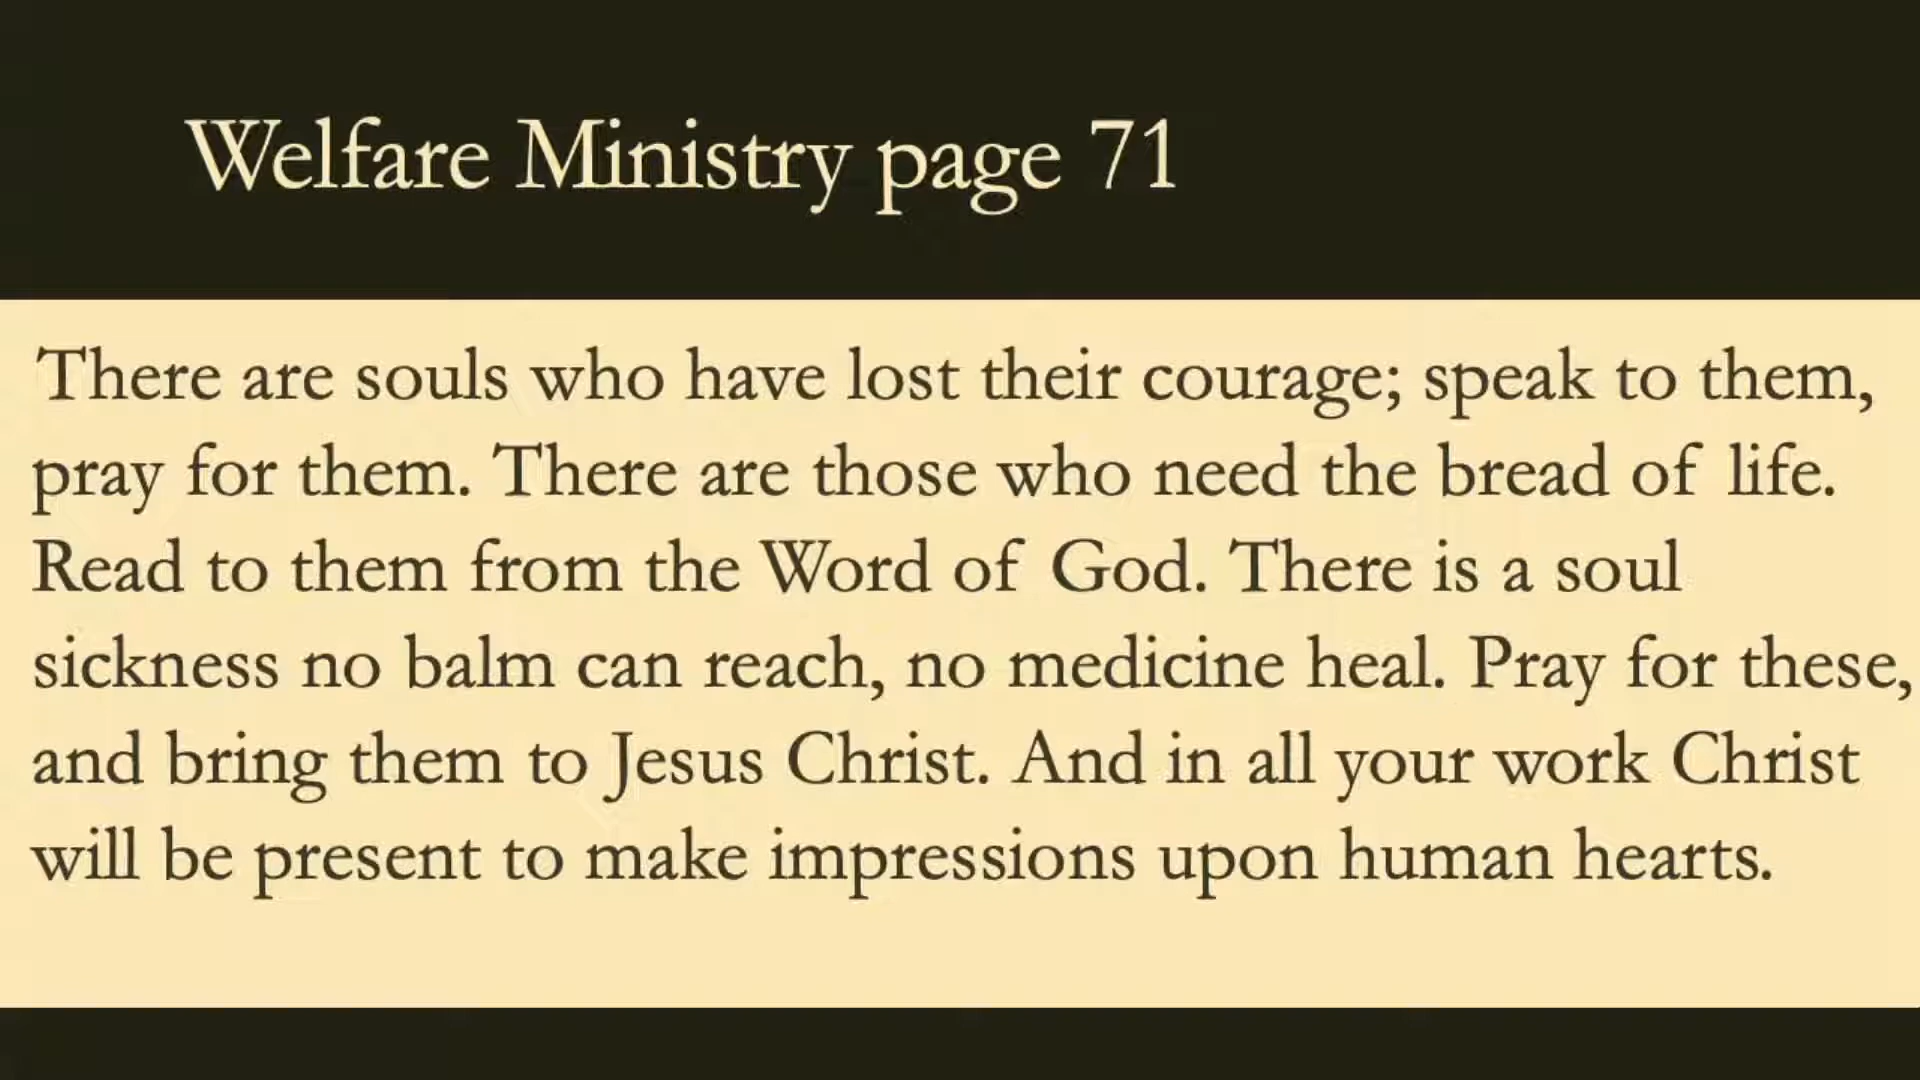 Welfare Ministry page 71
There are souls who have lost their courage; speak to them,
pray for them. There are those who need the bread of life.
Read to them from the Word of God. There is a soul
sickness no balm can reach, no medicine heal. Pray for these,
and bring them to Jesus Christ. And in all your work Christ
will be present to make impressions upon human hearts.